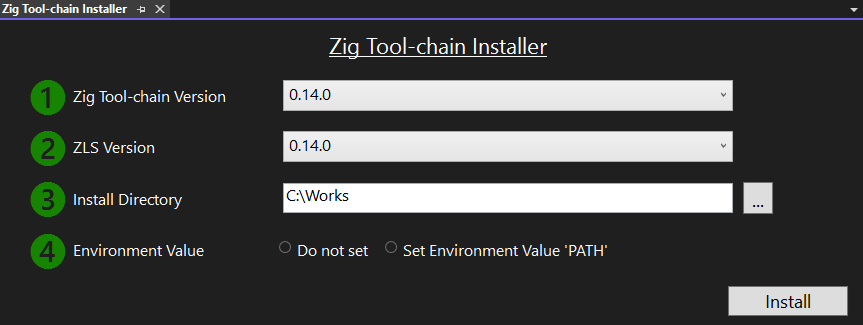 Zig Tool-chain Installer
Zig Tool-chain Installer
1 Zig Tool-chain Version 0.14.0
2 ZLS Version 0.14.0
3 Install Directory C:\Works ...
4 Environment Value Do not set Set Environment Value 'PATH'
Install